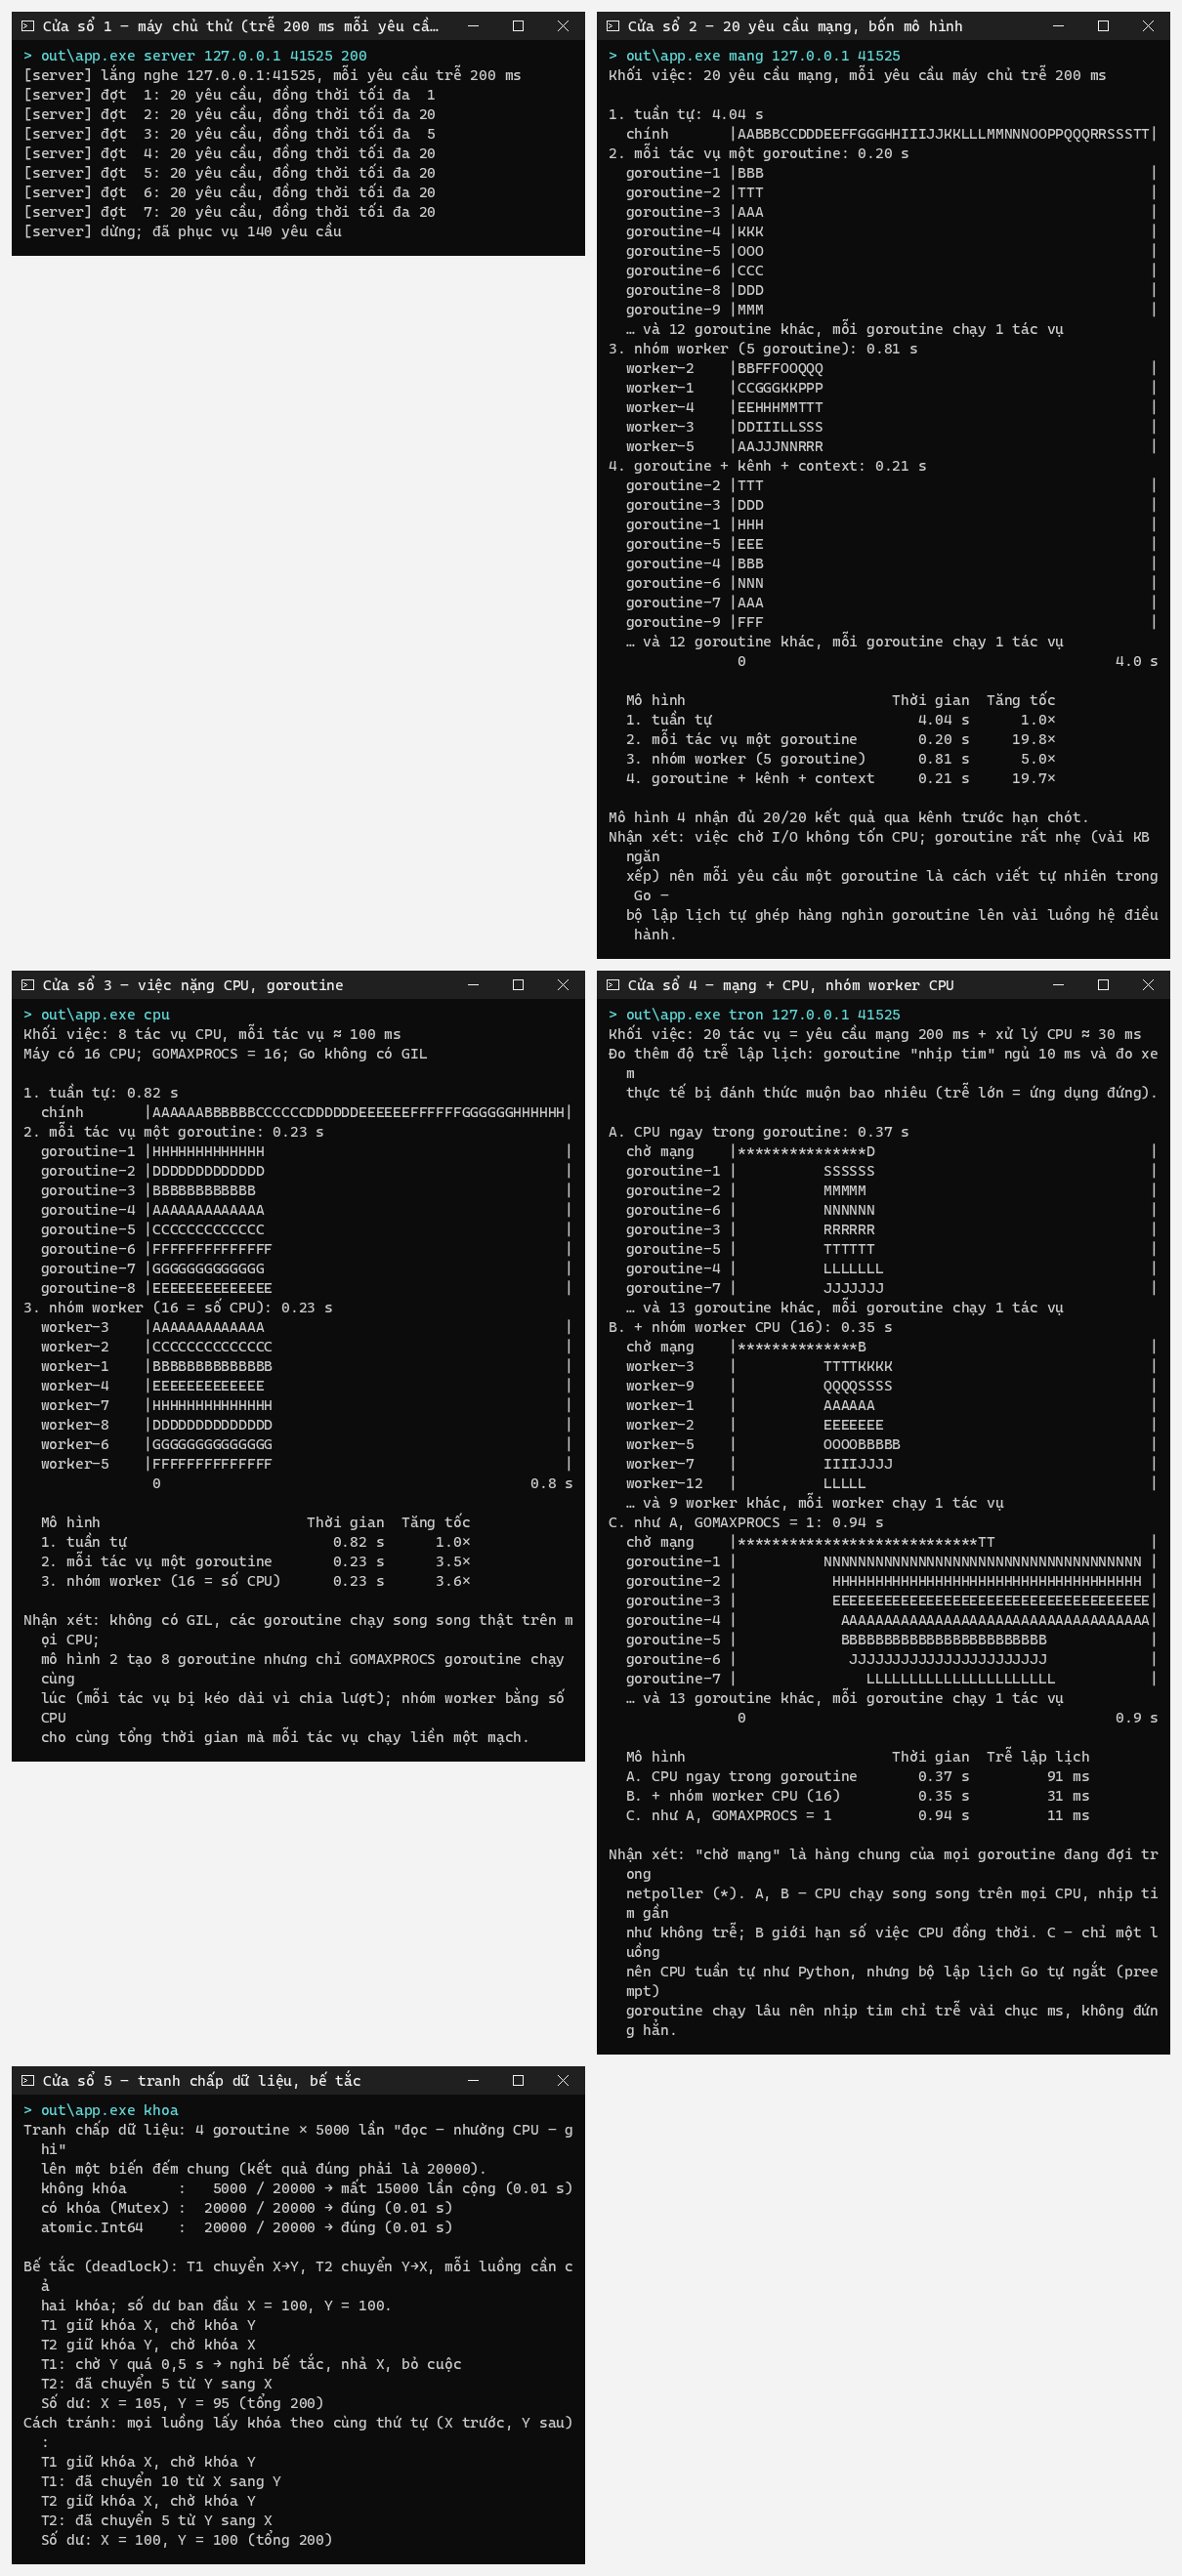 Cửa sổ 1 — máy chủ thử (trễ 200 ms mỗi yêu cầ…
> out\app.exe server 127.0.0.1 41525 200
[server] lắng nghe 127.0.0.1:41525, mỗi yêu cầu trễ 200 ms
[server] đợt  1: 20 yêu cầu, đồng thời tối đa  1
[server] đợt  2: 20 yêu cầu, đồng thời tối đa 20
[server] đợt  3: 20 yêu cầu, đồng thời tối đa  5
[server] đợt  4: 20 yêu cầu, đồng thời tối đa 20
[server] đợt  5: 20 yêu cầu, đồng thời tối đa 20
[server] đợt  6: 20 yêu cầu, đồng thời tối đa 20
[server] đợt  7: 20 yêu cầu, đồng thời tối đa 20
[server] dừng; đã phục vụ 140 yêu cầu
Cửa sổ 2 — 20 yêu cầu mạng, bốn mô hình
> out\app.exe mang 127.0.0.1 41525
Khối việc: 20 yêu cầu mạng, mỗi yêu cầu máy chủ trễ 200 ms
1. tuần tự: 4.04 s
chính       |AABBBCCDDDEEFFGGGHHIIIJJKKLLLMMNNNOOPPQQQRRSSSTT|
2. mỗi tác vụ một goroutine: 0.20 s
goroutine-1 |BBB                                             |
goroutine-2 |TTT                                             |
goroutine-3 |AAA                                             |
goroutine-4 |KKK                                             |
goroutine-5 |OOO                                             |
goroutine-6 |CCC                                             |
goroutine-8 |DDD                                             |
goroutine-9 |MMM                                             |
… và 12 goroutine khác, mỗi goroutine chạy 1 tác vụ
3. nhóm worker (5 goroutine): 0.81 s
worker-2    |BBFFFOOQQQ                                      |
worker-1    |CCGGGKKPPP                                      |
worker-4    |EEHHHMMTTT                                      |
worker-3    |DDIIILLSSS                                      |
worker-5    |AAJJJNNRRR                                      |
4. goroutine + kênh + context: 0.21 s
goroutine-2 |TTT                                             |
goroutine-3 |DDD                                             |
goroutine-1 |HHH                                             |
goroutine-5 |EEE                                             |
goroutine-4 |BBB                                             |
goroutine-6 |NNN                                             |
goroutine-7 |AAA                                             |
goroutine-9 |FFF                                             |
… và 12 goroutine khác, mỗi goroutine chạy 1 tác vụ
0                                           4.0 s
Mô hình                        Thời gian  Tăng tốc
1. tuần tự                        4.04 s      1.0×
2. mỗi tác vụ một goroutine       0.20 s     19.8×
3. nhóm worker (5 goroutine)      0.81 s      5.0×
4. goroutine + kênh + context     0.21 s     19.7×
Mô hình 4 nhận đủ 20/20 kết quả qua kênh trước hạn chót.
Nhận xét: việc chờ I/O không tốn CPU; goroutine rất nhẹ (vài KB
ngăn
xếp) nên mỗi yêu cầu một goroutine là cách viết tự nhiên trong
Go —
bộ lập lịch tự ghép hàng nghìn goroutine lên vài luồng hệ điều
hành.
Cửa sổ 3 — việc nặng CPU, goroutine
> out\app.exe cpu
Khối việc: 8 tác vụ CPU, mỗi tác vụ ≈ 100 ms
Máy có 16 CPU; GOMAXPROCS = 16; Go không có GIL
1. tuần tự: 0.82 s
chính       |AAAAAABBBBBBCCCCCCDDDDDDEEEEEEFFFFFFGGGGGGHHHHHH|
2. mỗi tác vụ một goroutine: 0.23 s
goroutine-1 |HHHHHHHHHHHHH                                   |
goroutine-2 |DDDDDDDDDDDDD                                   |
goroutine-3 |BBBBBBBBBBBB                                    |
goroutine-4 |AAAAAAAAAAAAA                                   |
goroutine-5 |CCCCCCCCCCCCC                                   |
goroutine-6 |FFFFFFFFFFFFFF                                  |
goroutine-7 |GGGGGGGGGGGGG                                   |
goroutine-8 |EEEEEEEEEEEEEE                                  |
3. nhóm worker (16 = số CPU): 0.23 s
worker-3    |AAAAAAAAAAAAA                                   |
worker-2    |CCCCCCCCCCCCCC                                  |
worker-1    |BBBBBBBBBBBBBB                                  |
worker-4    |EEEEEEEEEEEEE                                   |
worker-7    |HHHHHHHHHHHHHH                                  |
worker-8    |DDDDDDDDDDDDDD                                  |
worker-6    |GGGGGGGGGGGGGG                                  |
worker-5    |FFFFFFFFFFFFFF                                  |
0                                           0.8 s
Mô hình                        Thời gian  Tăng tốc
1. tuần tự                        0.82 s      1.0×
2. mỗi tác vụ một goroutine       0.23 s      3.5×
3. nhóm worker (16 = số CPU)      0.23 s      3.6×
Nhận xét: không có GIL, các goroutine chạy song song thật trên m
ọi CPU;
mô hình 2 tạo 8 goroutine nhưng chỉ GOMAXPROCS goroutine chạy
cùng
lúc (mỗi tác vụ bị kéo dài vì chia lượt); nhóm worker bằng số
CPU
cho cùng tổng thời gian mà mỗi tác vụ chạy liền một mạch.
Cửa sổ 4 — mạng + CPU, nhóm worker CPU
> out\app.exe tron 127.0.0.1 41525
Khối việc: 20 tác vụ = yêu cầu mạng 200 ms + xử lý CPU ≈ 30 ms
Đo thêm độ trễ lập lịch: goroutine "nhịp tim" ngủ 10 ms và đo xe
m
thực tế bị đánh thức muộn bao nhiêu (trễ lớn = ứng dụng đứng).
A. CPU ngay trong goroutine: 0.37 s
chờ mạng    |***************D                                |
goroutine-1 |          SSSSSS                                |
goroutine-2 |          MMMMM                                 |
goroutine-6 |          NNNNNN                                |
goroutine-3 |          RRRRRR                                |
goroutine-5 |          TTTTTT                                |
goroutine-4 |          LLLLLLL                               |
goroutine-7 |          JJJJJJJ                               |
… và 13 goroutine khác, mỗi goroutine chạy 1 tác vụ
B. + nhóm worker CPU (16): 0.35 s
chờ mạng    |**************B                                 |
worker-3    |          TTTTKKKK                              |
worker-9    |          QQQQSSSS                              |
worker-1    |          AAAAAA                                |
worker-2    |          EEEEEEE                               |
worker-5    |          OOOOBBBBB                             |
worker-7    |          IIIIJJJJ                              |
worker-12   |          LLLLL                                 |
… và 9 worker khác, mỗi worker chạy 1 tác vụ
C. như A, GOMAXPROCS = 1: 0.94 s
chờ mạng    |****************************TT                  |
goroutine-1 |          NNNNNNNNNNNNNNNNNNNNNNNNNNNNNNNNNNNNN |
goroutine-2 |           HHHHHHHHHHHHHHHHHHHHHHHHHHHHHHHHHHHH |
goroutine-3 |           EEEEEEEEEEEEEEEEEEEEEEEEEEEEEEEEEEEEE|
goroutine-4 |            AAAAAAAAAAAAAAAAAAAAAAAAAAAAAAAAAAAA|
goroutine-5 |            BBBBBBBBBBBBBBBBBBBBBBBB            |
goroutine-6 |             JJJJJJJJJJJJJJJJJJJJJJJ            |
goroutine-7 |               LLLLLLLLLLLLLLLLLLLLLL           |
… và 13 goroutine khác, mỗi goroutine chạy 1 tác vụ
0                                           0.9 s
Mô hình                        Thời gian  Trễ lập lịch
A. CPU ngay trong goroutine       0.37 s         91 ms
B. + nhóm worker CPU (16)         0.35 s         31 ms
C. như A, GOMAXPROCS = 1          0.94 s         11 ms
Nhận xét: "chờ mạng" là hàng chung của mọi goroutine đang đợi tr
ong
netpoller (*). A, B — CPU chạy song song trên mọi CPU, nhịp ti
m gần
như không trễ; B giới hạn số việc CPU đồng thời. C — chỉ một l
uồng
nên CPU tuần tự như Python, nhưng bộ lập lịch Go tự ngắt (pree
mpt)
goroutine chạy lâu nên nhịp tim chỉ trễ vài chục ms, không đứn
g hẳn.
Cửa sổ 5 — tranh chấp dữ liệu, bế tắc
> out\app.exe khoa
Tranh chấp dữ liệu: 4 goroutine × 5000 lần "đọc — nhường CPU — g
hi"
lên một biến đếm chung (kết quả đúng phải là 20000).
không khóa      :   5000 / 20000 → mất 15000 lần cộng (0.01 s)
có khóa (Mutex) :  20000 / 20000 → đúng (0.01 s)
atomic.Int64    :  20000 / 20000 → đúng (0.01 s)
Bế tắc (deadlock): T1 chuyển X→Y, T2 chuyển Y→X, mỗi luồng cần c
ả
hai khóa; số dư ban đầu X = 100, Y = 100.
T1 giữ khóa X, chờ khóa Y
T2 giữ khóa Y, chờ khóa X
T1: chờ Y quá 0,5 s → nghi bế tắc, nhả X, bỏ cuộc
T2: đã chuyển 5 từ Y sang X
Số dư: X = 105, Y = 95 (tổng 200)
Cách tránh: mọi luồng lấy khóa theo cùng thứ tự (X trước, Y sau)
:
T1 giữ khóa X, chờ khóa Y
T1: đã chuyển 10 từ X sang Y
T2 giữ khóa X, chờ khóa Y
T2: đã chuyển 5 từ Y sang X
Số dư: X = 100, Y = 100 (tổng 200)